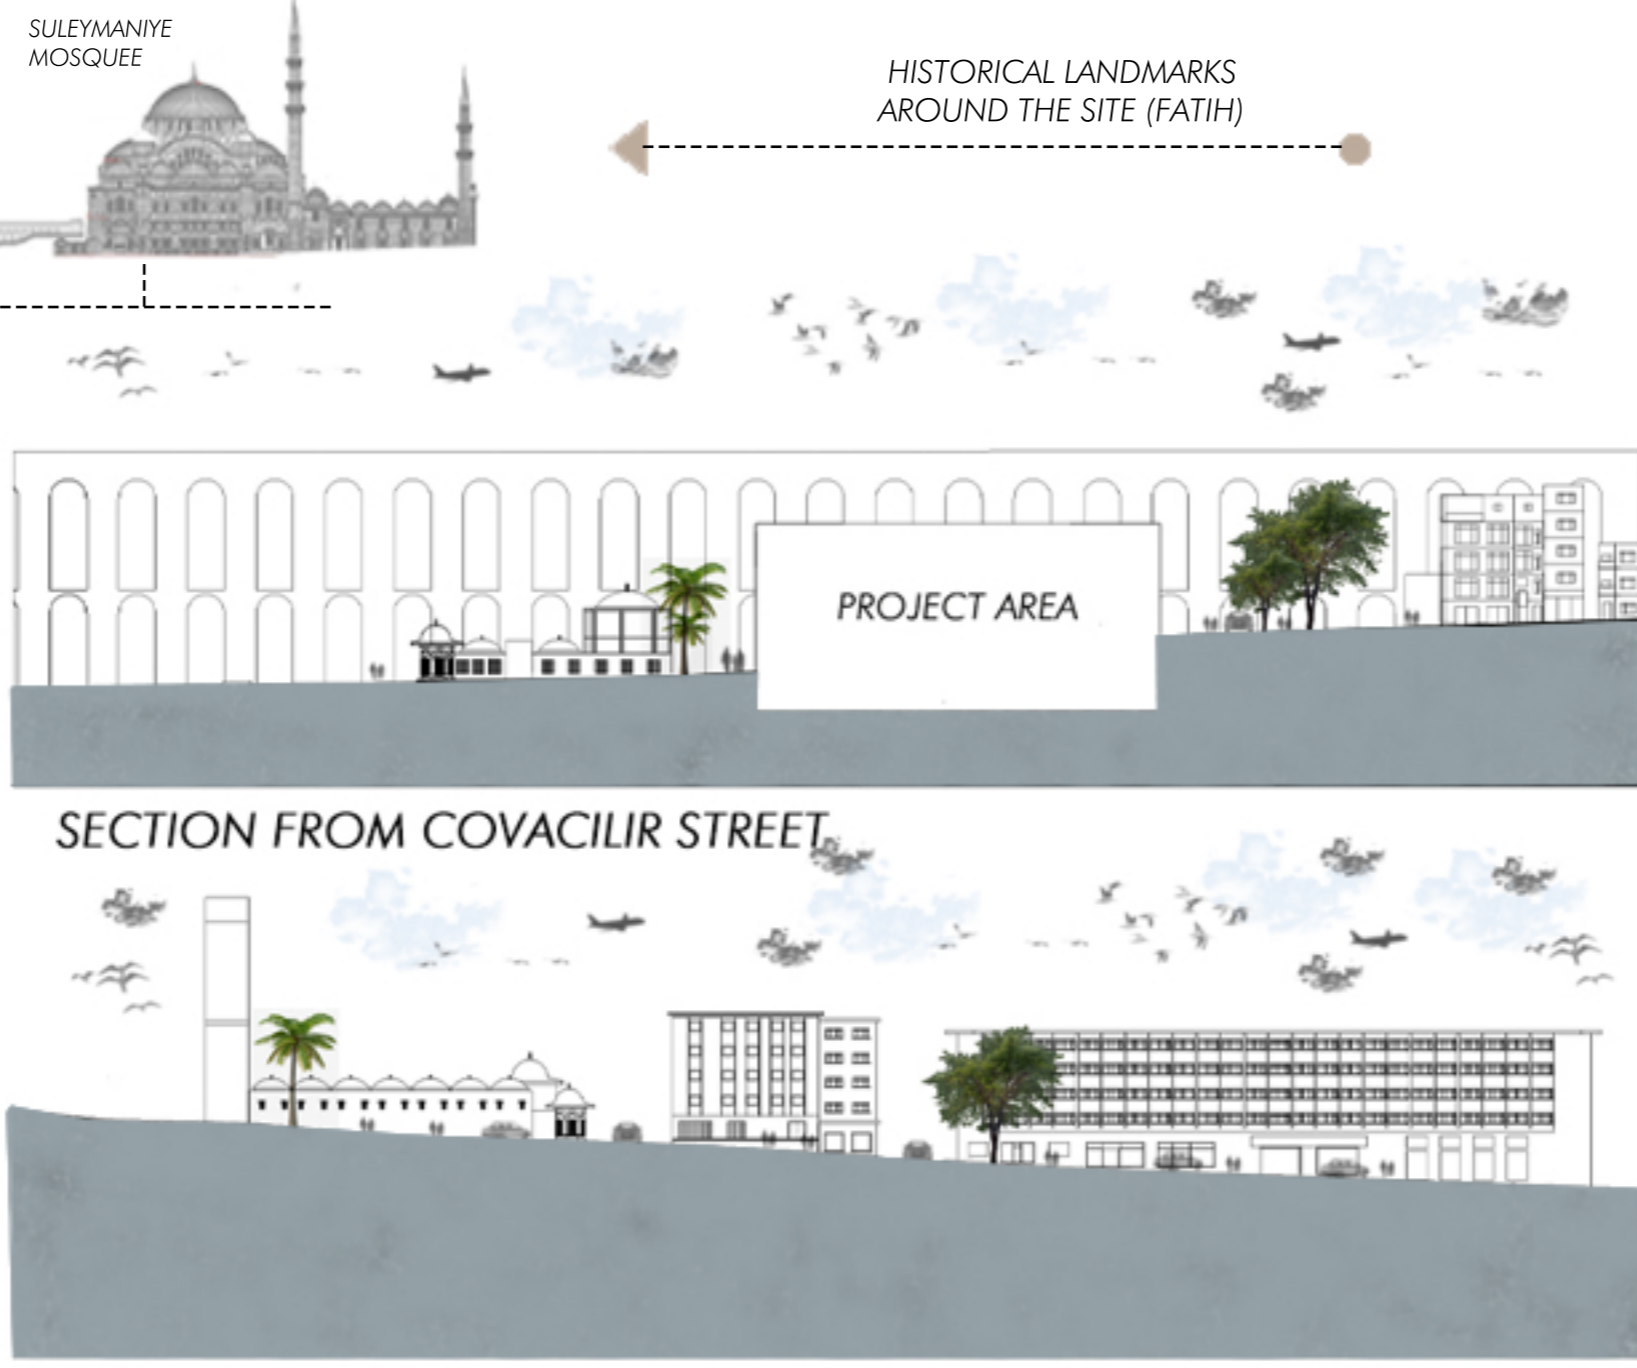 SULEYMANIYE
MOSQUEE
HISTORICAL LANDMARKS
AROUND THE SITE (FATIH)
PROJECT AREA
SECTION FROM COVACILIR STREET